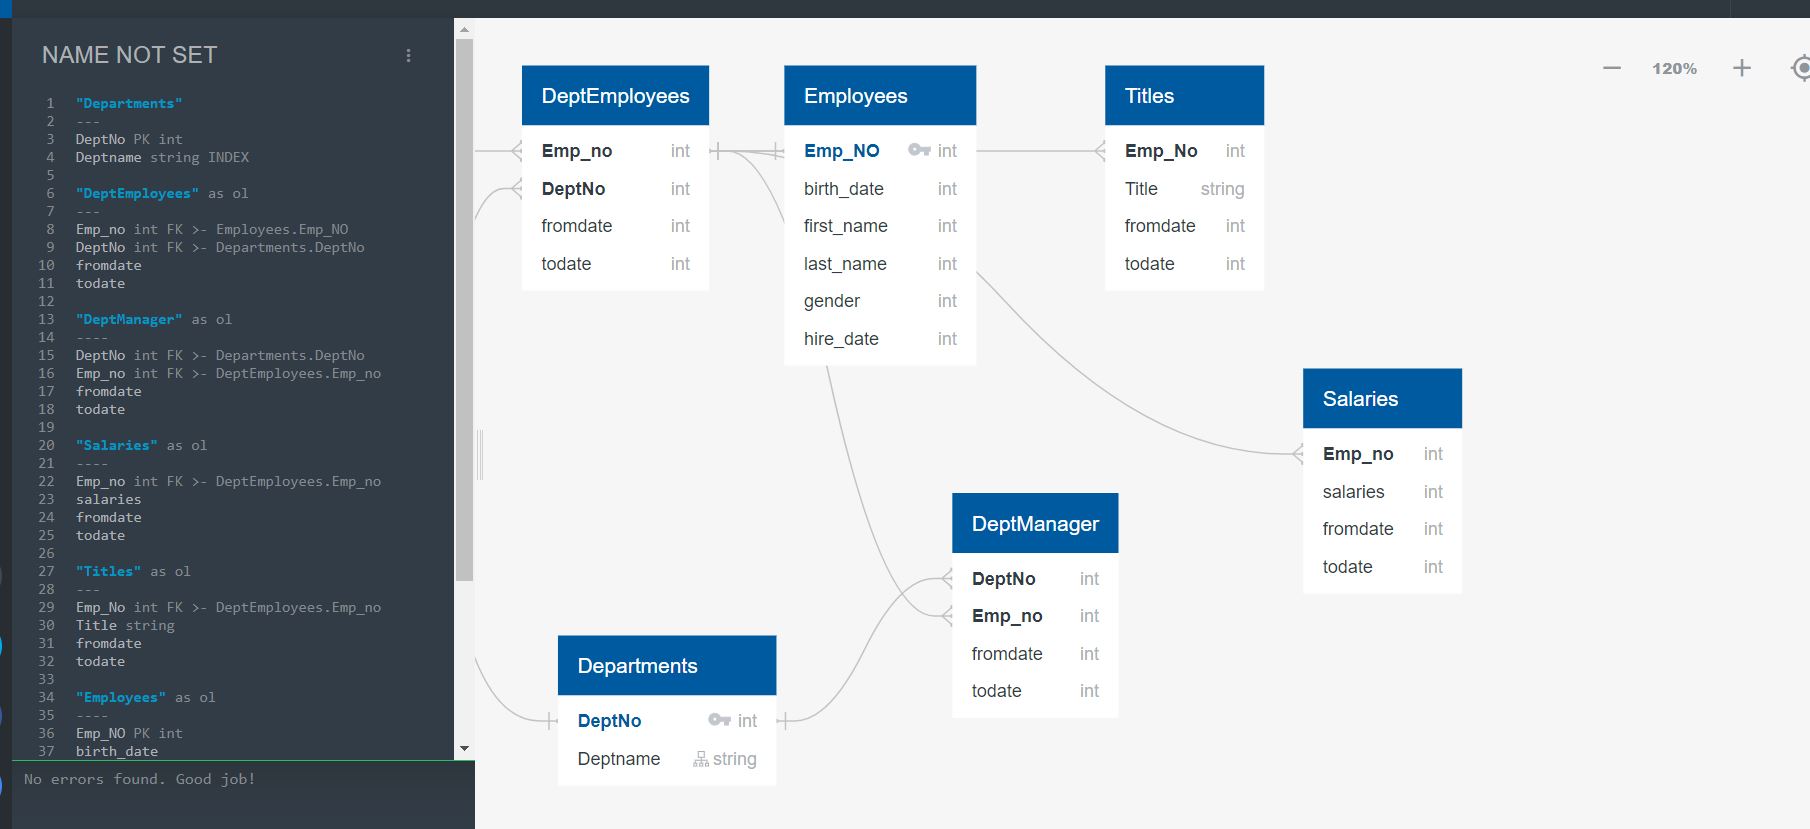 NAME NOT SET
1 "Departments"
2 ---
3 DeptNo PK int
4 Deptname string INDEX
5
6 "DeptEmployees" as ol
7 ---
8 Emp_no int FK >- Employees.Emp_NO
9 DeptNo int FK >- Departments.DeptNo
10 fromdate
11 todate
12
13 "DeptManager" as ol
14 ----
15 DeptNo int FK >- Departments.DeptNo
16 Emp_no int FK >- DeptEmployees.Emp_no
17 fromdate
18 todate
19
20 "Salaries" as ol
21 ----
22 Emp_no int FK >- DeptEmployees.Emp_no
23 salaries
24 fromdate
25 todate
26
27 "Titles" as ol
28 ---
29 Emp_No int FK >- DeptEmployees.Emp_no
30 Title string
31 fromdate
32 todate
33
34 "Employees" as ol
35 ----
36 Emp_NO PK int
37 birth_date
No errors found. Good job!
120%
DeptEmployees
Emp_no int
DeptNo int
fromdate int
todate int
Employees
Emp_NO int
birth_date int
first_name int
last_name int
gender int
hire_date int
Titles
Emp_No int
Title string
fromdate int
todate int
Salaries
Emp_no int
salaries int
fromdate int
todate int
DeptManager
DeptNo int
Emp_no int
fromdate int
todate int
Departments
DeptNo int
Deptname string